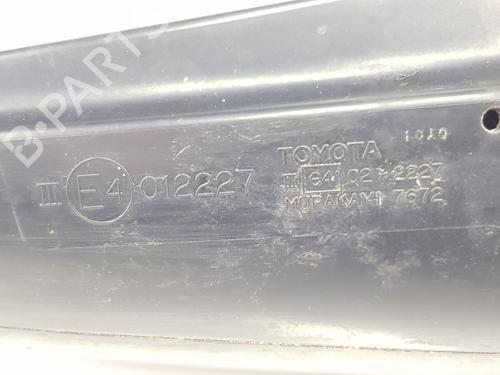 B-PARTS
III E4 012227
TOYOTA
III 94 02*2227
MURAKAMI 7672